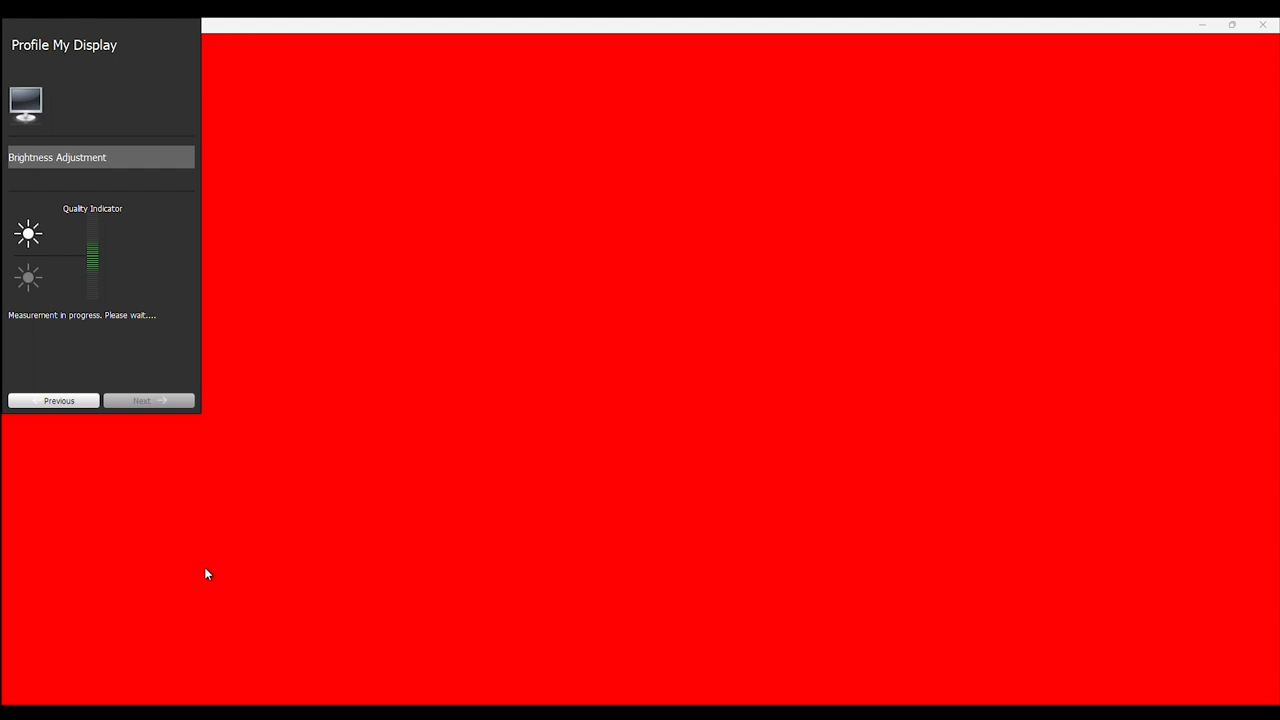 Profile My Display
Brightness Adjustment
Quality Indicator
Measurement in progress. Please wait....
Previous
Next